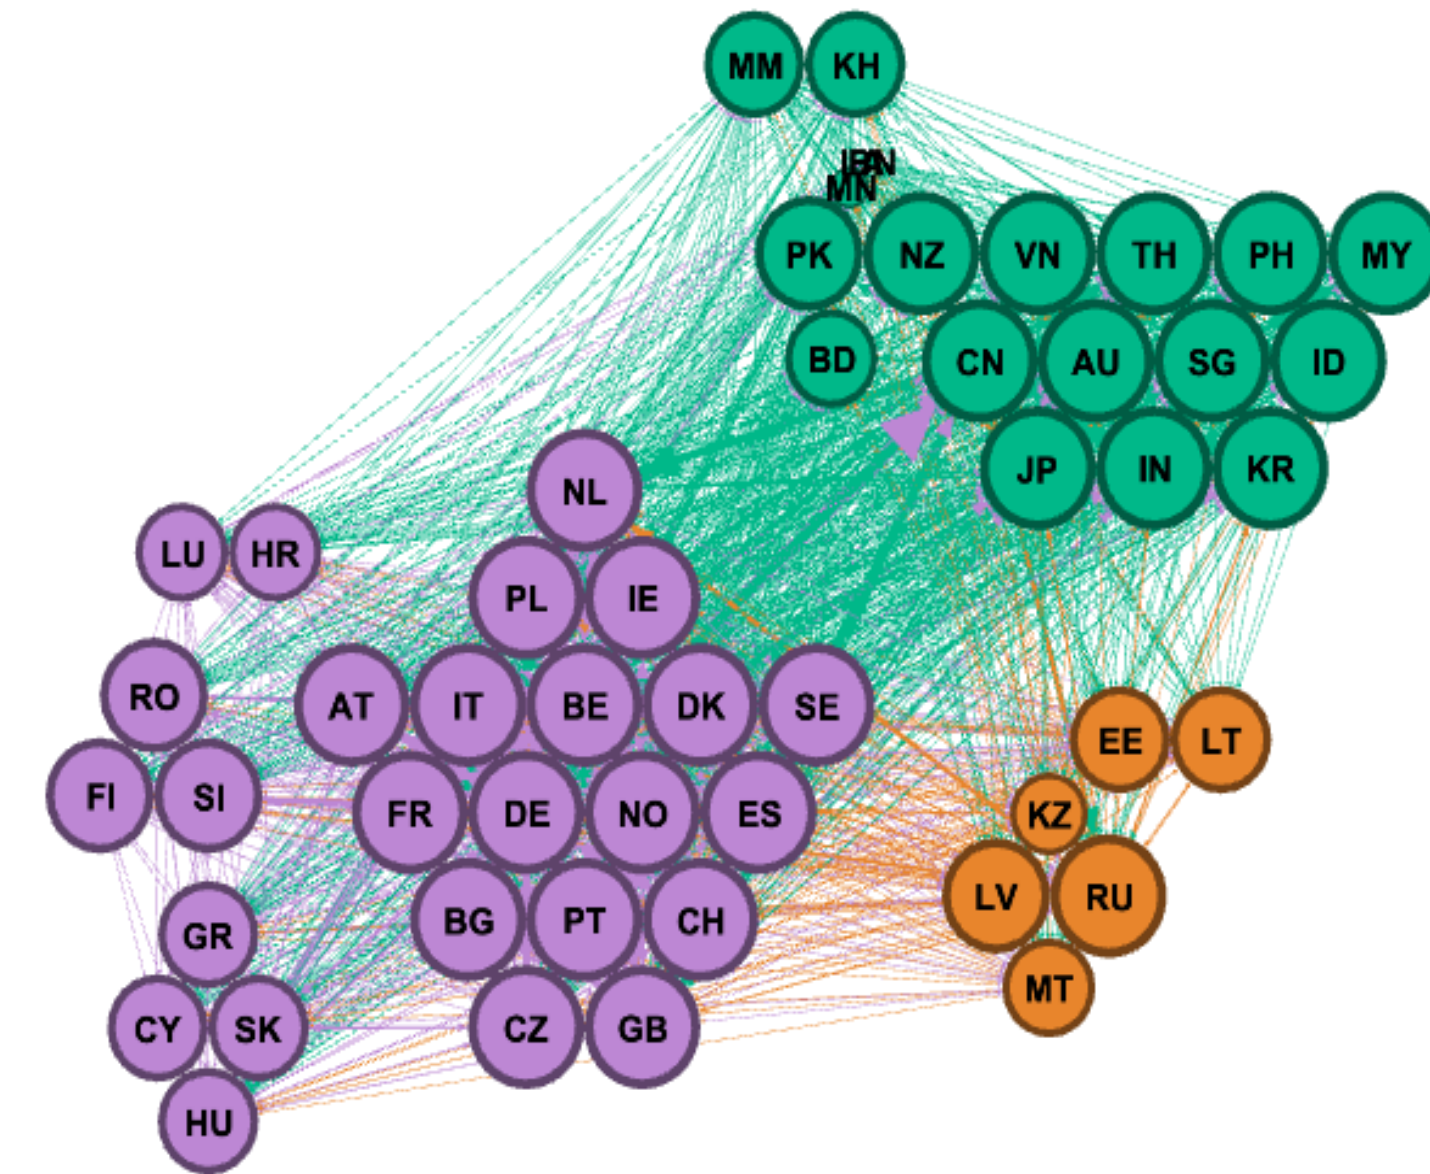 MM KH
MN
PK NZ VN TH PH MY
BD CN AU SG ID
JP IN KR
NL
LU HR
PL IE
RO AT IT BE DK SE
EE LT
FI SI FR DE NO ES
KZ
LV RU
GR BG PT CH
MT
CY SK CZ GB
HU